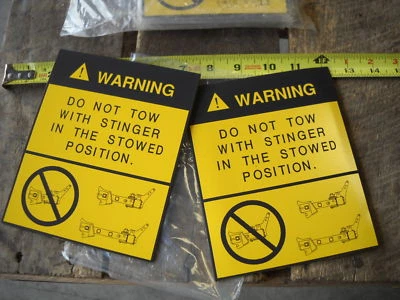 ⚠ WARNING
DO NOT TOW
WITH STINGER
IN THE STOWED
POSITION.
⚠ WARNING
DO NOT TOW
WITH STINGER
IN THE STOWED
POSITION.